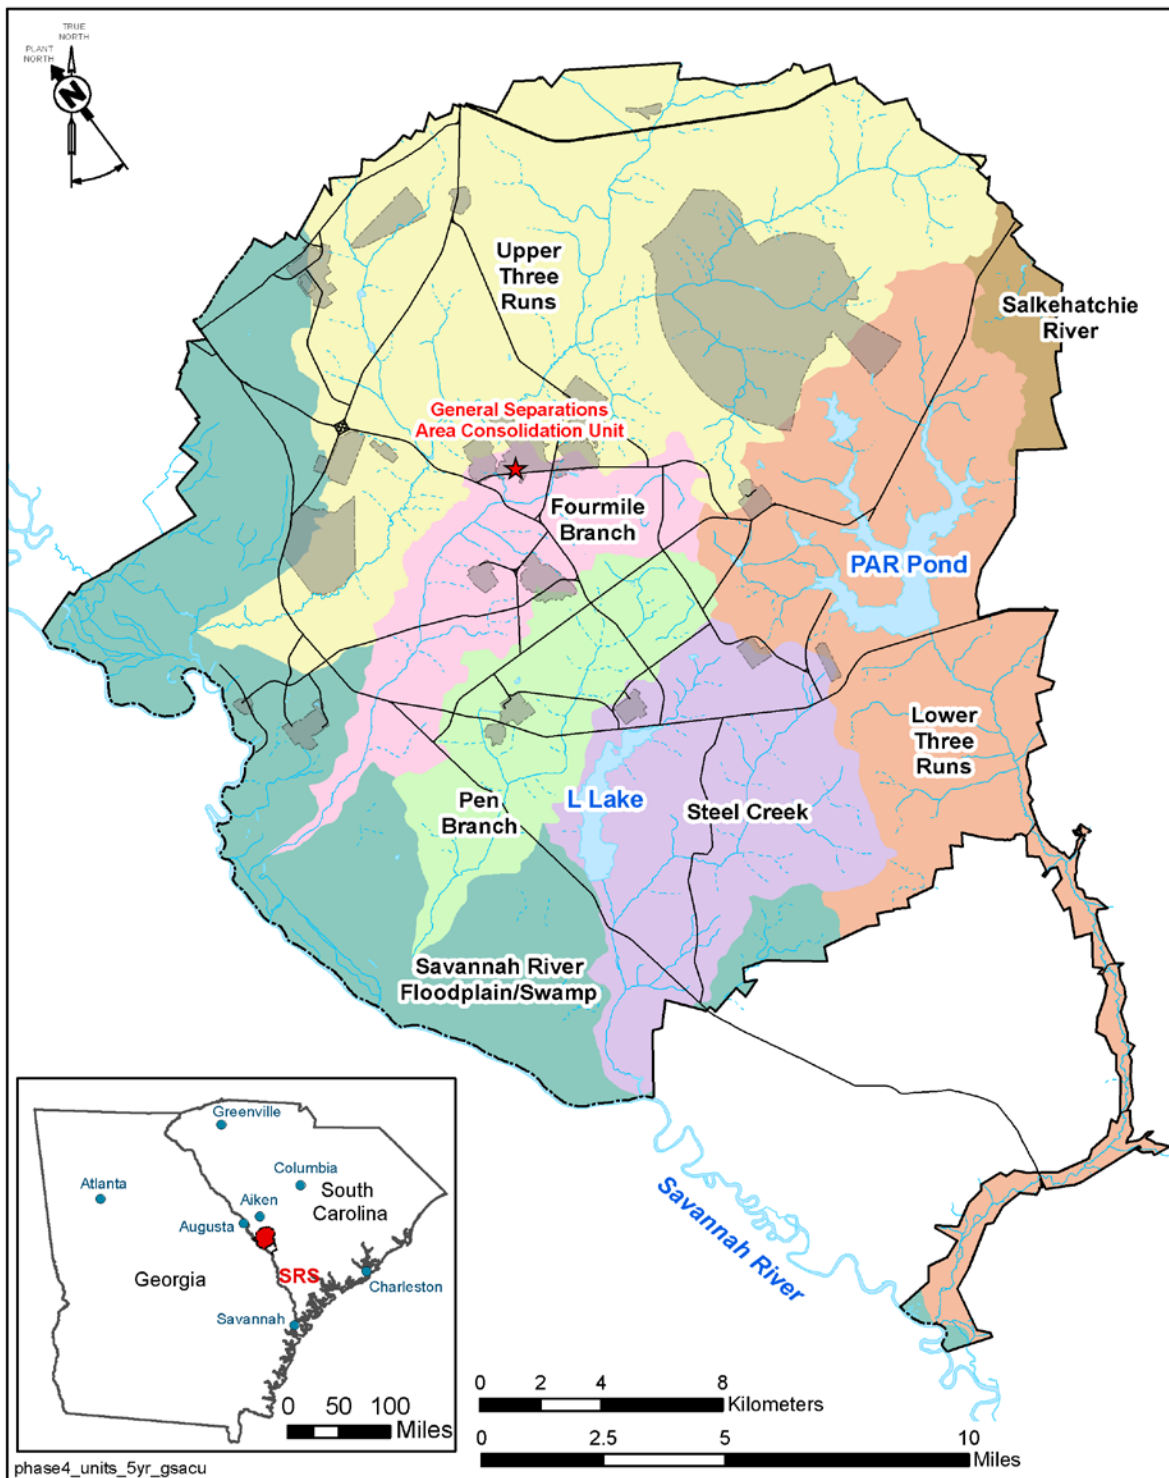 TRUE
NORTH
PLANT
NORTH
N
Upper
Three
Runs
Salkehatchie
River
General Separations
Area Consolidation Unit
Fourmile
Branch
PAR Pond
Lower
Three
Runs
L Lake
Pen
Branch
Steel Creek
Savannah River
Floodplain/Swamp
Savannah River
Greenville
Columbia
Atlanta
Aiken
South
Carolina
Augusta
Georgia
SRS
Charleston
Savannah
0 50 100
Miles
0 2 4 8
Kilometers
0 2.5 5 10
Miles
phase4_units_5yr_gsacu